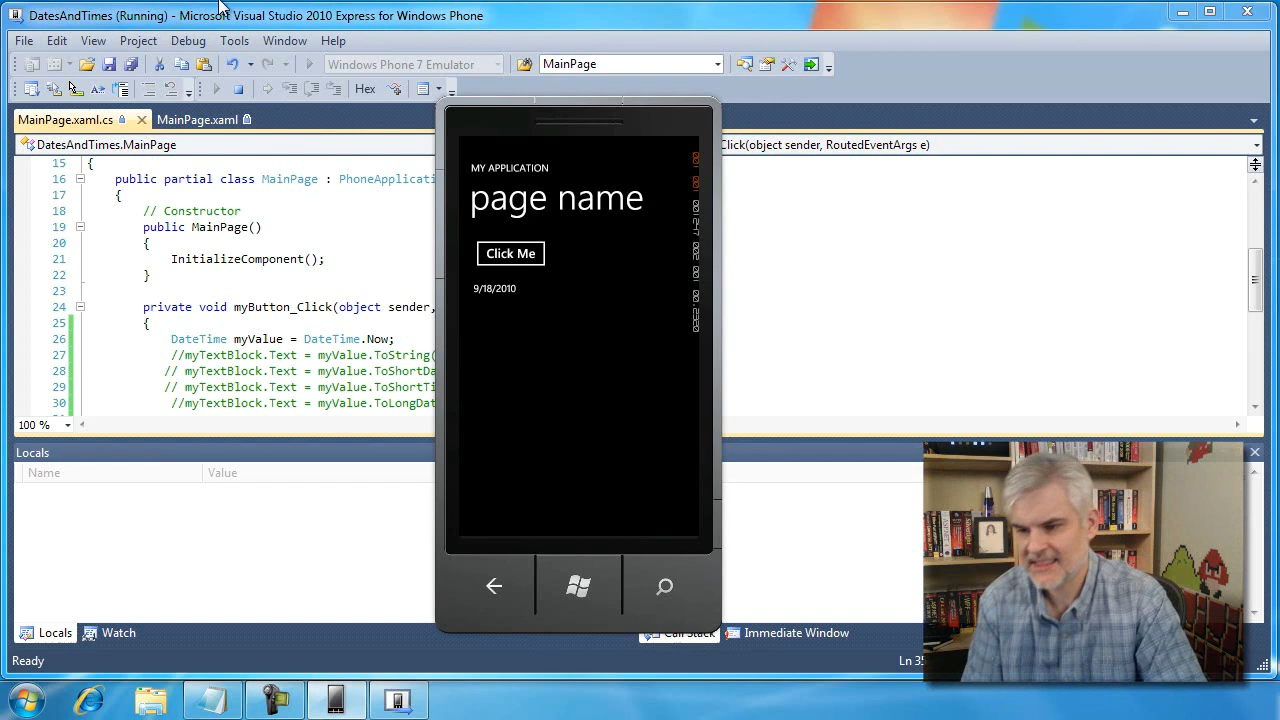 DatesAndTimes (Running) - Microsoft Visual Studio 2010 Express for Windows Phone
File Edit View Project Debug Tools Window Help
Windows Phone 7 Emulator MainPage
Hex
MainPage.xaml.cs MainPage.xaml
DatesAndTimes.MainPage Click(object sender, RoutedEventArgs e)
15 {
16 public partial class MainPage : PhoneApplicati
17 {
18 // Constructor
19 public MainPage()
20 {
21 InitializeComponent();
22 }
23
24 private void myButton_Click(object sender,
25 {
26 DateTime myValue = DateTime.Now;
27 //myTextBlock.Text = myValue.ToString(
28 // myTextBlock.Text = myValue.ToShortDa
29 // myTextBlock.Text = myValue.ToShortTi
30 //myTextBlock.Text = myValue.ToLongDat
100 %
MY APPLICATION
page name
Click Me
9/18/2010
Locals
Name Value
Locals Watch Call Stack Immediate Window
Ready Ln 35